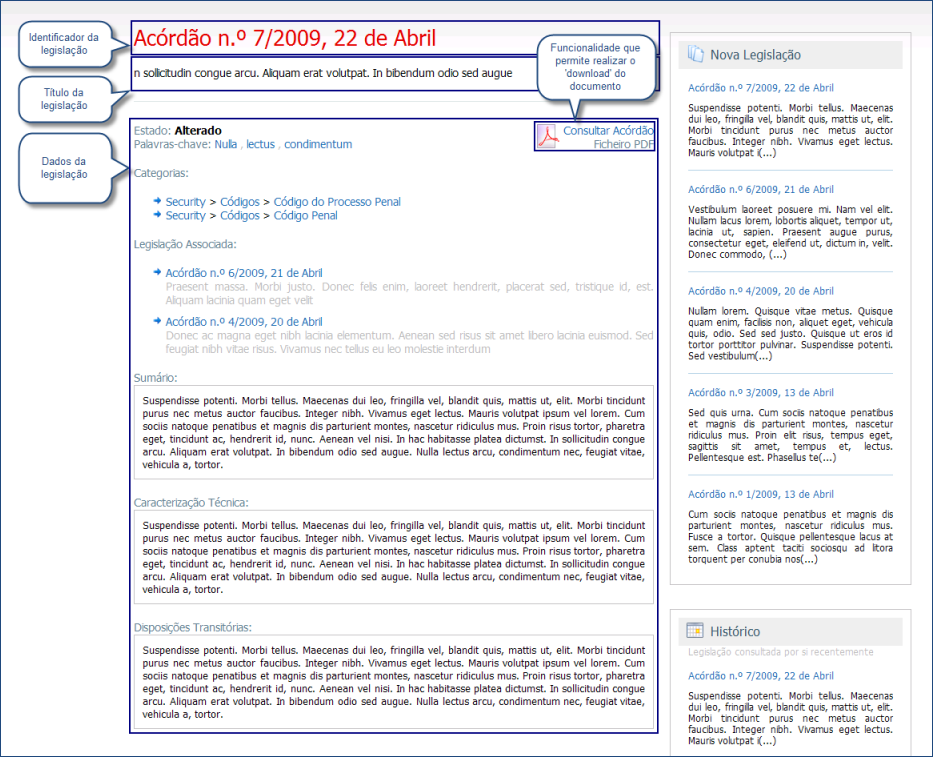 Identificador da
legislação
Acórdão n.º 7/2009, 22 de Abril
Título da
legislação
n sollicitudin congue arcu. Aliquam erat volutpat. In bibendum odio sed augue
Funcionalidade que
permite realizar o
'download' do
documento
Dados da
legislação
Estado: Alterado
Palavras-chave: Nulla , lectus , condimentum
Consultar Acórdão
Ficheiro PDF
Categorias:
Security > Códigos > Código do Processo Penal
Security > Códigos > Código Penal
Legislação Associada:
Acórdão n.º 6/2009, 21 de Abril
Praesent massa. Morbi justo. Donec felis enim, laoreet hendrerit, placerat sed, tristique id, est.
Aliquam lacinia quam eget velit
Acórdão n.º 4/2009, 20 de Abril
Donec ac magna eget nibh lacinia elementum. Aenean sed risus sit amet libero lacinia euismod. Sed
feugiat nibh vitae risus. Vivamus nec tellus eu leo molestie interdum
Sumário:
Suspendisse potenti. Morbi tellus. Maecenas dui leo, fringilla vel, blandit quis, mattis ut, elit. Morbi tincidunt
purus nec metus auctor faucibus. Integer nibh. Vivamus eget lectus. Mauris volutpat ipsum vel lorem. Cum
sociis natoque penatibus et magnis dis parturient montes, nascetur ridiculus mus. Proin risus tortor, pharetra
eget, tincidunt ac, hendrerit id, nunc. Aenean vel nisi. In hac habitasse platea dictumst. In sollicitudin congue
arcu. Aliquam erat volutpat. In bibendum odio sed augue. Nulla lectus arcu, condimentum nec, feugiat vitae,
vehicula a, tortor.
Caracterização Técnica:
Suspendisse potenti. Morbi tellus. Maecenas dui leo, fringilla vel, blandit quis, mattis ut, elit. Morbi tincidunt
purus nec metus auctor faucibus. Integer nibh. Vivamus eget lectus. Mauris volutpat ipsum vel lorem. Cum
sociis natoque penatibus et magnis dis parturient montes, nascetur ridiculus mus. Proin risus tortor, pharetra
eget, tincidunt ac, hendrerit id, nunc. Aenean vel nisi. In hac habitasse platea dictumst. In sollicitudin congue
arcu. Aliquam erat volutpat. In bibendum odio sed augue. Nulla lectus arcu, condimentum nec, feugiat vitae,
vehicula a, tortor.
Disposições Transitórias:
Suspendisse potenti. Morbi tellus. Maecenas dui leo, fringilla vel, blandit quis, mattis ut, elit. Morbi tincidunt
purus nec metus auctor faucibus. Integer nibh. Vivamus eget lectus. Mauris volutpat ipsum vel lorem. Cum
sociis natoque penatibus et magnis dis parturient montes, nascetur ridiculus mus. Proin risus tortor, pharetra
eget, tincidunt ac, hendrerit id, nunc. Aenean vel nisi. In hac habitasse platea dictumst. In sollicitudin congue
arcu. Aliquam erat volutpat. In bibendum odio sed augue. Nulla lectus arcu, condimentum nec, feugiat vitae,
vehicula a, tortor.
Nova Legislação
Acórdão n.º 7/2009, 22 de Abril
Suspendisse potenti. Morbi tellus. Maecenas
dui leo, fringilla vel, blandit quis, mattis ut, elit.
Morbi tincidunt purus nec metus auctor
faucibus. Integer nibh. Vivamus eget lectus.
Mauris volutpat i(...)
Acórdão n.º 6/2009, 21 de Abril
Vestibulum laoreet posuere mi. Nam vel elit.
Nullam lacus lorem, lobortis aliquet, tempor ut,
lacinia ut, sapien. Praesent augue purus,
consectetur eget, eleifend ut, dictum in, velit.
Donec commodo, (...)
Acórdão n.º 4/2009, 20 de Abril
Nullam lorem. Quisque vitae metus. Quisque
quam enim, facilisis non, aliquet eget, vehicula
quis, odio. Sed sed justo. Quisque ut eros id
tortor porttitor pulvinar. Suspendisse potenti.
Sed vestibulum(...)
Acórdão n.º 3/2009, 13 de Abril
Sed quis urna. Cum sociis natoque penatibus
et magnis dis parturient montes, nascetur
ridiculus mus. Proin elit risus, tempus eget,
sagittis sit amet, tempus et, lectus.
Pellentesque est. Phasellus te(...)
Acórdão n.º 1/2009, 13 de Abril
Cum sociis natoque penatibus et magnis dis
parturient montes, nascetur ridiculus mus.
Fusce a tortor. Quisque pellentesque lacus at
sem. Class aptent taciti sociosqu ad litora
torquent per conubia nos(...)
Histórico
Legislação consultada por si recentemente
Acórdão n.º 7/2009, 22 de Abril
Suspendisse potenti. Morbi tellus. Maecenas
dui leo, fringilla vel, blandit quis, mattis ut, elit.
Morbi tincidunt purus nec metus auctor
faucibus. Integer nibh. Vivamus eget lectus.
Mauris volutpat i(...)